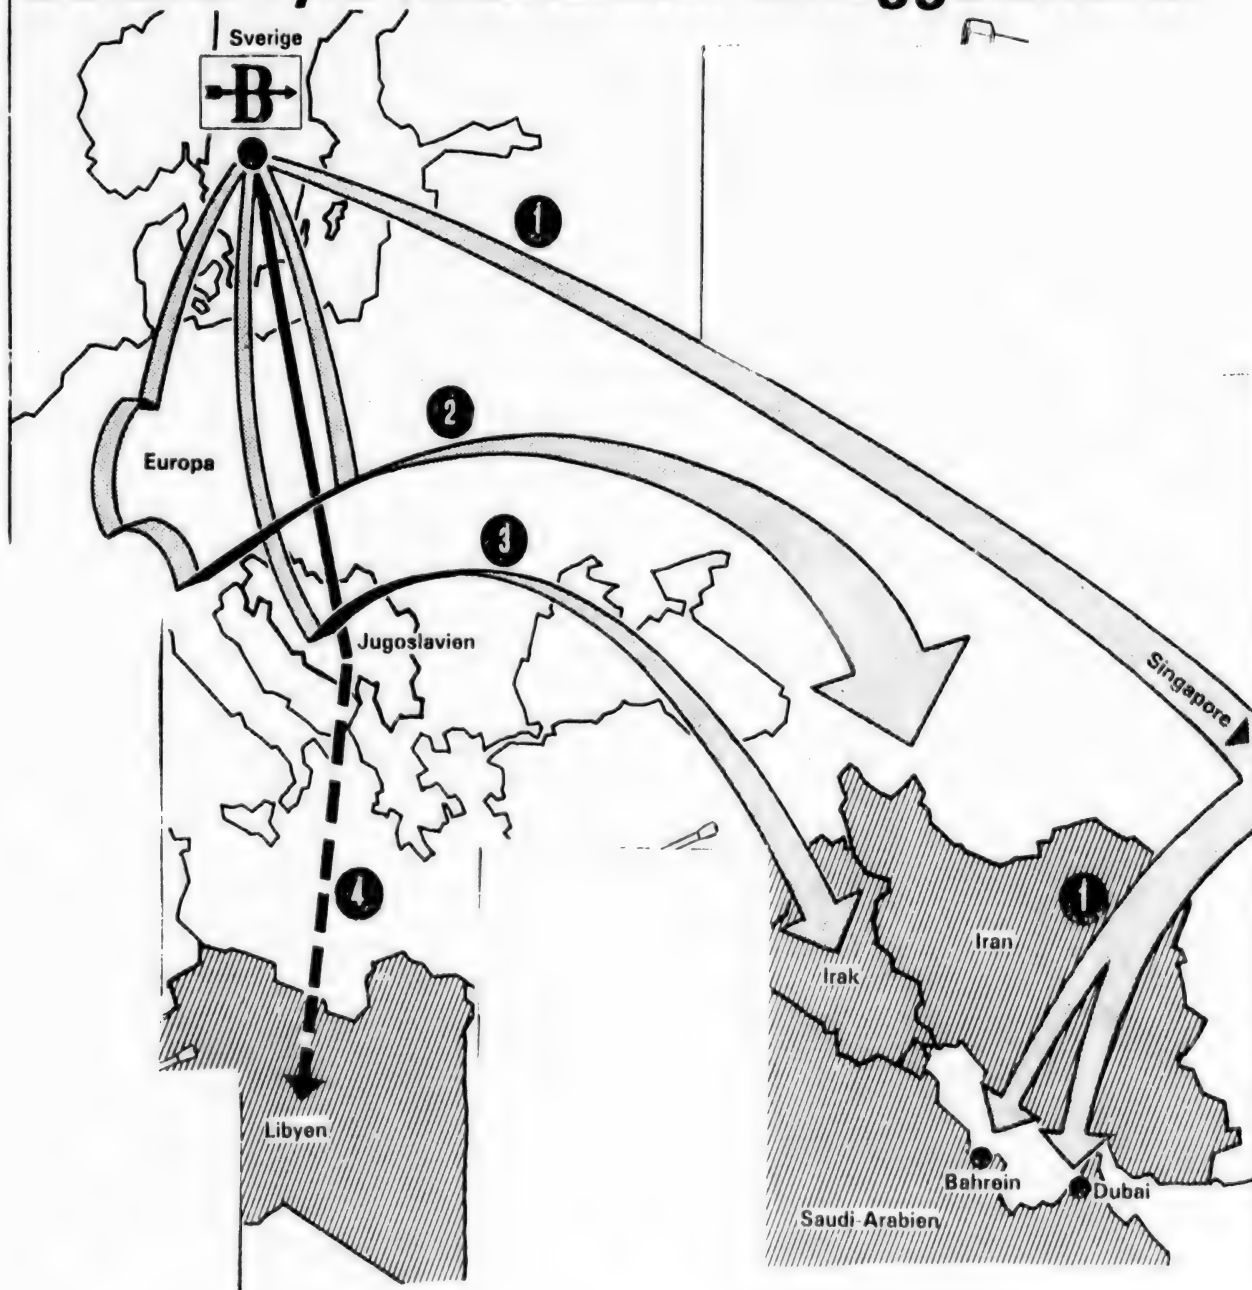 Sverige
B
1
2
Europa
3
Jugoslavien
Singapore
4
1
Iran
Irak
Libyen
Bahrein
Dubai
Saudi-Arabien